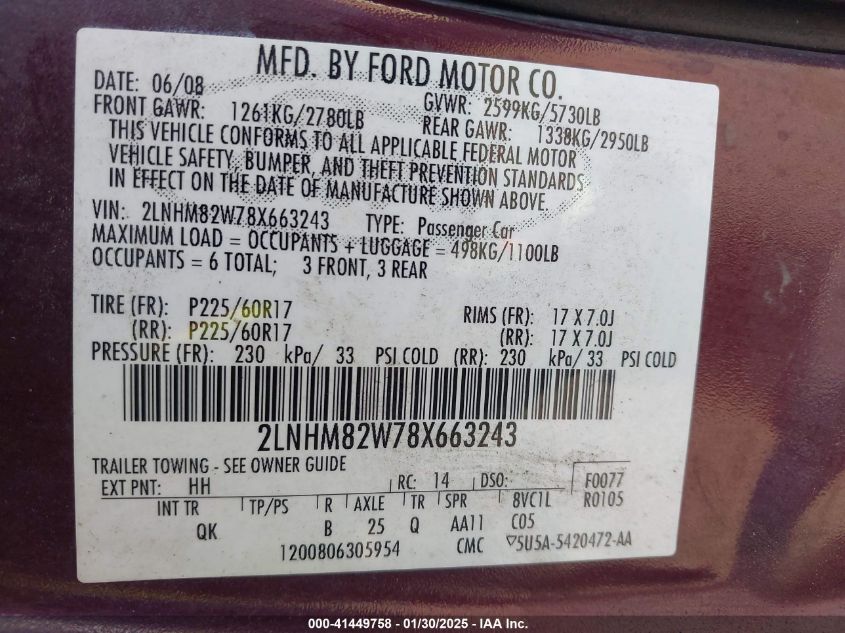 MFD. BY FORD MOTOR CO.
DATE: 06/08 GVWR: 2599KG/5730LB
FRONT GAWR: 1261KG/2780LB REAR GAWR: 1338KG/2950LB
THIS VEHICLE CONFORMS TO ALL APPLICABLE FEDERAL MOTOR
VEHICLE SAFETY, BUMPER, AND THEFT PREVENTION STANDARDS
IN EFFECT ON THE DATE OF MANUFACTURE SHOWN ABOVE.
VIN: 2LNHM82W78X663243 TYPE: Passenger Car
MAXIMUM LOAD = OCCUPANTS + LUGGAGE = 498KG/1100LB
OCCUPANTS = 6 TOTAL; 3 FRONT, 3 REAR
TIRE (FR): P225/60R17 RIMS (FR): 17 X 7.0J
(RR): P225/60R17 (RR): 17 X 7.0J
PRESSURE (FR): 230 kPa/ 33 PSI COLD (RR): 230 kPa/ 33 PSI COLD
2LNHM82W78X663243
TRAILER TOWING - SEE OWNER GUIDE
EXT PNT: HH RC: 14 DSO: F0077
INT TR TP/PS R AXLE TR SPR 8VC1L R0105
QK B 25 Q AA11 C05
1200806305954 CMC ▽5U5A-5420472-AA
000-41449758 - 01/30/2025 - IAA Inc.